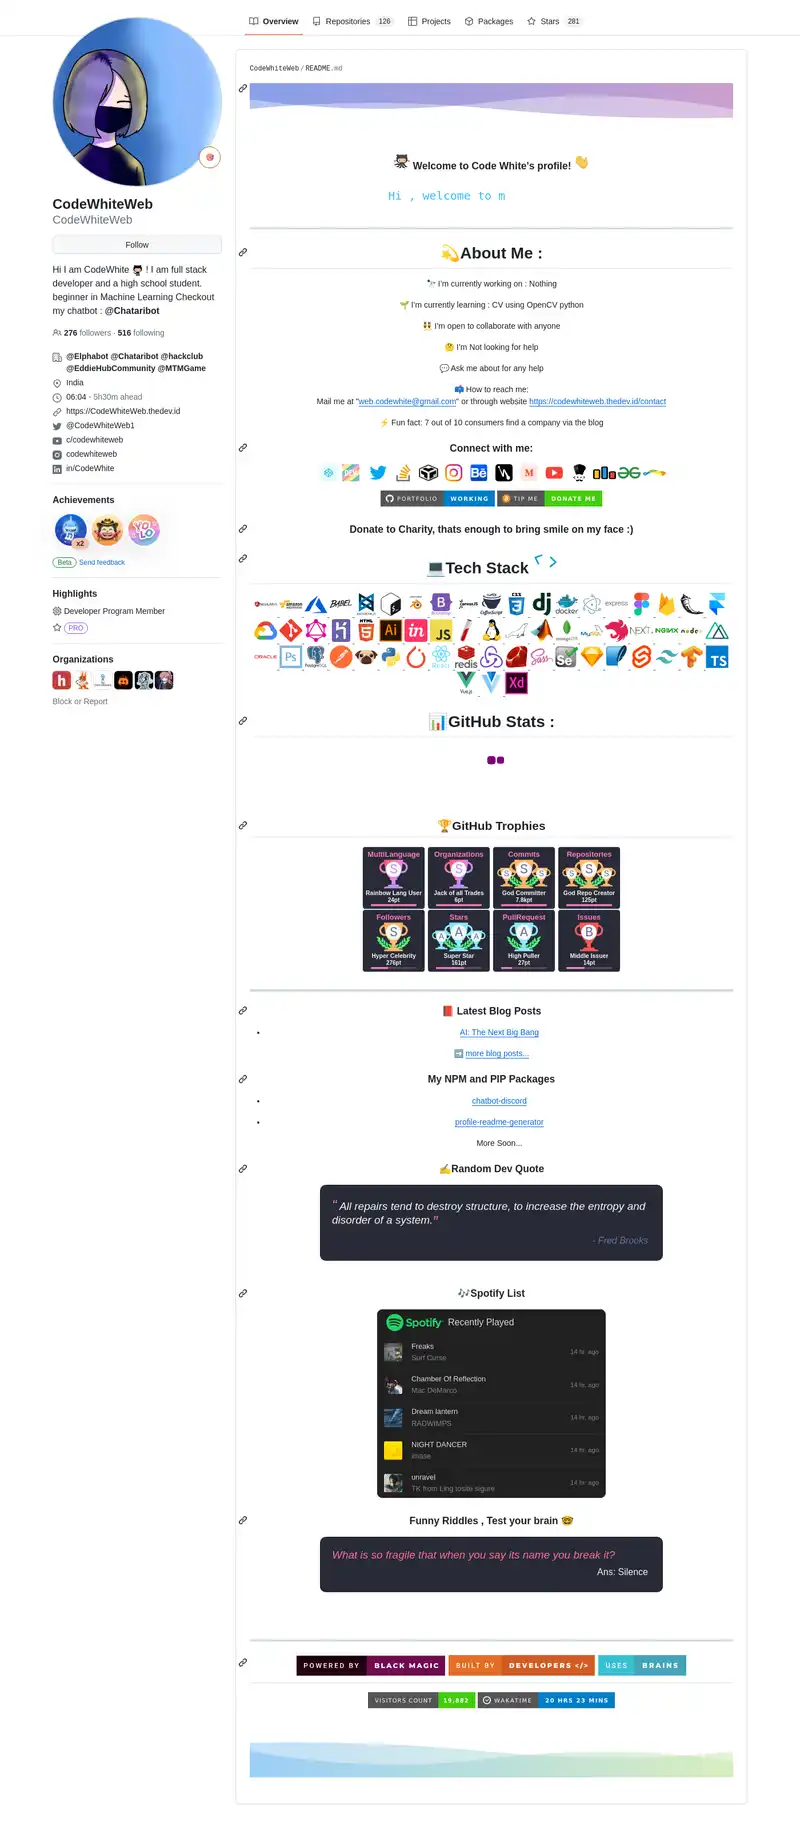 Overview Repositories 126 Projects Packages Stars 281
CodeWhiteWeb
CodeWhiteWeb
Follow
Hi I am CodeWhite ! I am full stack
developer and a high school student.
beginner in Machine Learning Checkout
my chatbot : @Chataribot
276 followers · 516 following
@Elphabot @Chataribot @hackclub
@EddieHubCommunity @MTMGame
India
06:04 - 5h30m ahead
https://CodeWhiteWeb.thedev.id
@CodeWhiteWeb1
c/codewhiteweb
codewhiteweb
in/CodeWhite
Achievements
x2
YOLO
Beta Send feedback
Highlights
Developer Program Member
PRO
Organizations
Block or Report
CodeWhiteWeb / README.md
Welcome to Code White's profile!
Hi , welcome to m
About Me :
I'm currently working on : Nothing
I'm currently learning : CV using OpenCV python
I'm open to collaborate with anyone
I'm Not looking for help
Ask me about for any help
How to reach me:
Mail me at "web.codewhite@gmail.com" or through website https://codewhiteweb.thedev.id/contact
Fun fact: 7 out of 10 consumers find a company via the blog
Connect with me:
PORTFOLIO WORKING TIP ME DONATE ME
Donate to Charity, thats enough to bring smile on my face :)
Tech Stack
GitHub Stats :
GitHub Trophies
MultiLanguage Organizations Commits Repositories
S S S S S S S S
Rainbow Lang User Jack of all Trades God Committer God Repo Creator
24pt 6pt 7.8kpt 125pt
Followers Stars PullRequest Issues
S A A A A B
Hyper Celebrity Super Star High Puller Middle Issuer
276pt 161pt 27pt 14pt
Latest Blog Posts
AI: The Next Big Bang
more blog posts...
My NPM and PIP Packages
chatbot-discord
profile-readme-generator
More Soon...
Random Dev Quote
" All repairs tend to destroy structure, to increase the entropy and
disorder of a system."
- Fred Brooks
Spotify List
Spotify Recently Played
Freaks
Surf Curse 14 hr. ago
Chamber Of Reflection
Mac DeMarco 14 hr. ago
Dream lantern
RADWIMPS 14 hr. ago
NIGHT DANCER
imase 14 hr. ago
unravel
TK from Ling tosite sigure 14 hr. ago
Funny Riddles , Test your brain
What is so fragile that when you say its name you break it?
Ans: Silence
POWERED BY BLACK MAGIC BUILT BY DEVELOPERS </> USES BRAINS
VISITORS COUNT 19,882 WAKATIME 20 HRS 23 MINS